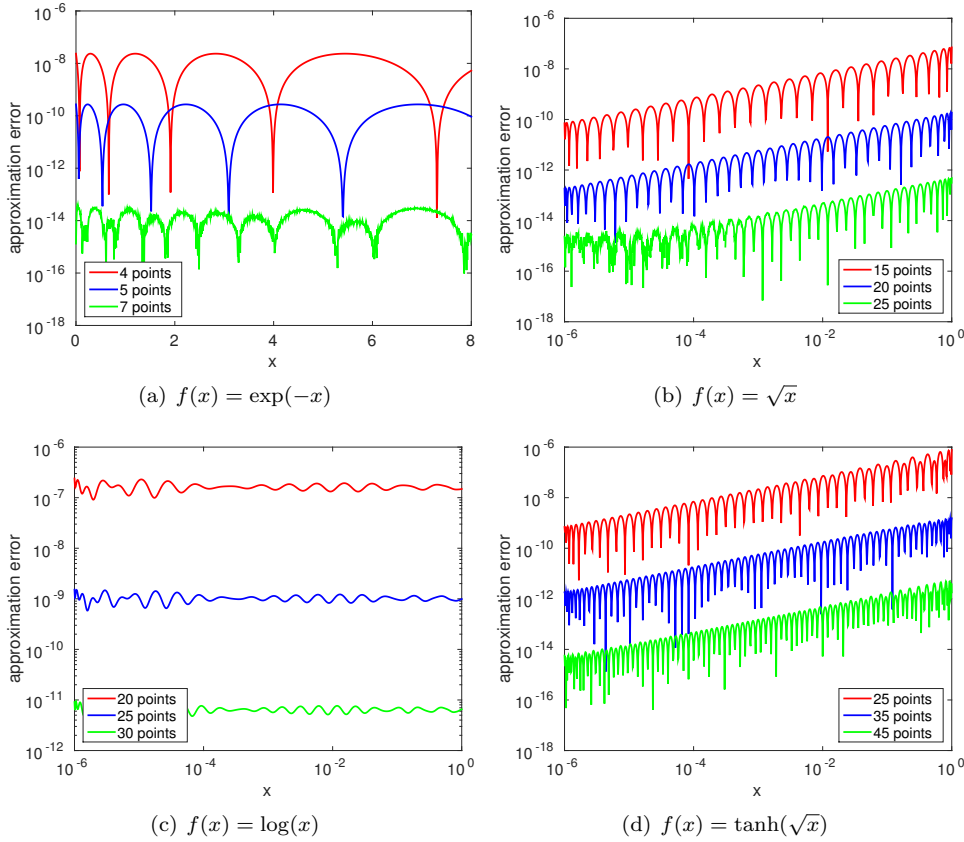 10^-6
10^-8
10^-10
10^-12
10^-14
10^-16
10^-18
approximation error
4 points
5 points
7 points
0 2 4 6 8
x
(a) f(x) = exp(−x)
10^-6
10^-8
10^-10
10^-12
10^-14
10^-16
10^-18
approximation error
15 points
20 points
25 points
10^-6 10^-4 10^-2 10^0
x
(b) f(x) = √x
10^-6
10^-7
10^-8
10^-9
10^-10
10^-11
10^-12
approximation error
20 points
25 points
30 points
10^-6 10^-4 10^-2 10^0
x
(c) f(x) = log(x)
10^-6
10^-8
10^-10
10^-12
10^-14
10^-16
10^-18
approximation error
25 points
35 points
45 points
10^-6 10^-4 10^-2 10^0
x
(d) f(x) = tanh(√x)